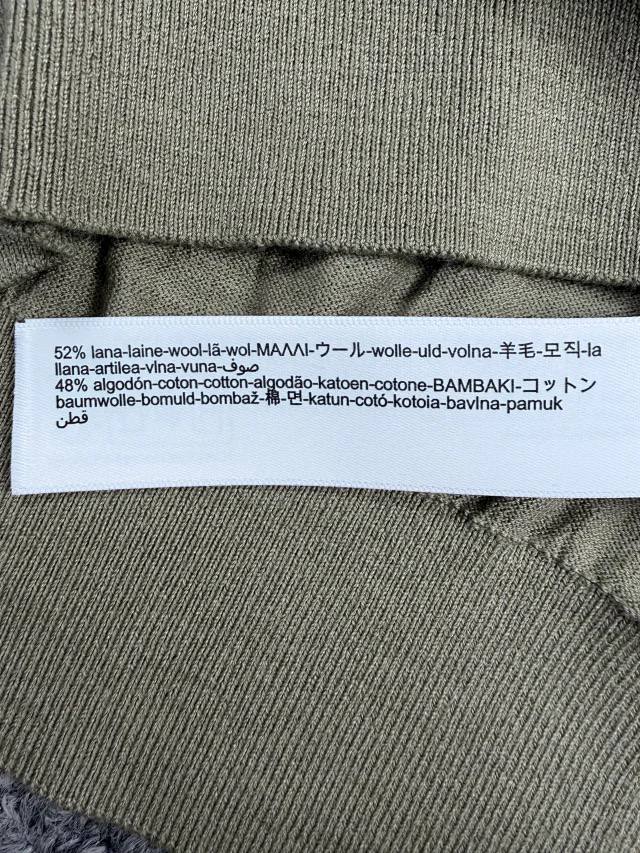 52% lana-laine-wool-lã-wol-ΜΑΛΛΙ-ウール-wolle-uld-volna-羊毛-모직-la
llana-artilea-vlna-vuna-صوف
48% algodón-coton-cotton-algodão-katoen-cotone-BAMBAKI-コットン
baumwolle-bomuld-bombaž-棉-면-katun-cotó-kotoia-bavlna-pamuk
قطن